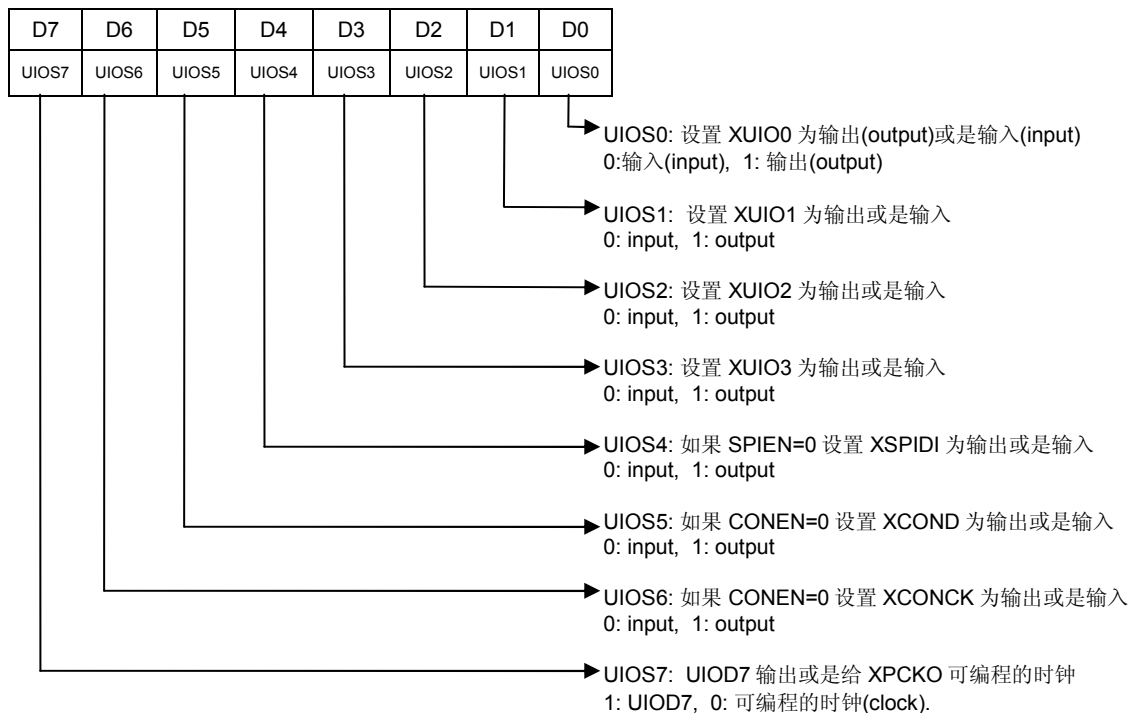 D7 D6 D5 D4 D3 D2 D1 D0
UIOS7 UIOS6 UIOS5 UIOS4 UIOS3 UIOS2 UIOS1 UIOS0
UIOS0: 设置 XUIO0 为输出(output)或是输入(input)
0:输入(input), 1: 输出(output)
UIOS1: 设置 XUIO1 为输出或是输入
0: input, 1: output
UIOS2: 设置 XUIO2 为输出或是输入
0: input, 1: output
UIOS3: 设置 XUIO3 为输出或是输入
0: input, 1: output
UIOS4: 如果 SPIEN=0 设置 XSPIDI 为输出或是输入
0: input, 1: output
UIOS5: 如果 CONEN=0 设置 XCOND 为输出或是输入
0: input, 1: output
UIOS6: 如果 CONEN=0 设置 XCONCK 为输出或是输入
0: input, 1: output
UIOS7: UIOD7 输出或是给 XPCKO 可编程的时钟
1: UIOD7, 0: 可编程的时钟(clock).